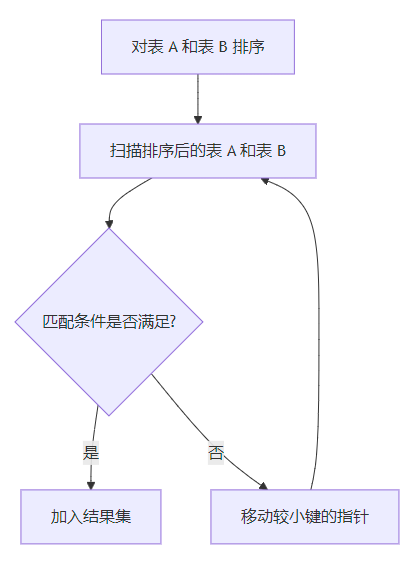 对表 A 和表 B 排序
扫描排序后的表 A 和表 B
匹配条件是否满足?
是
否
加入结果集
移动较小键的指针